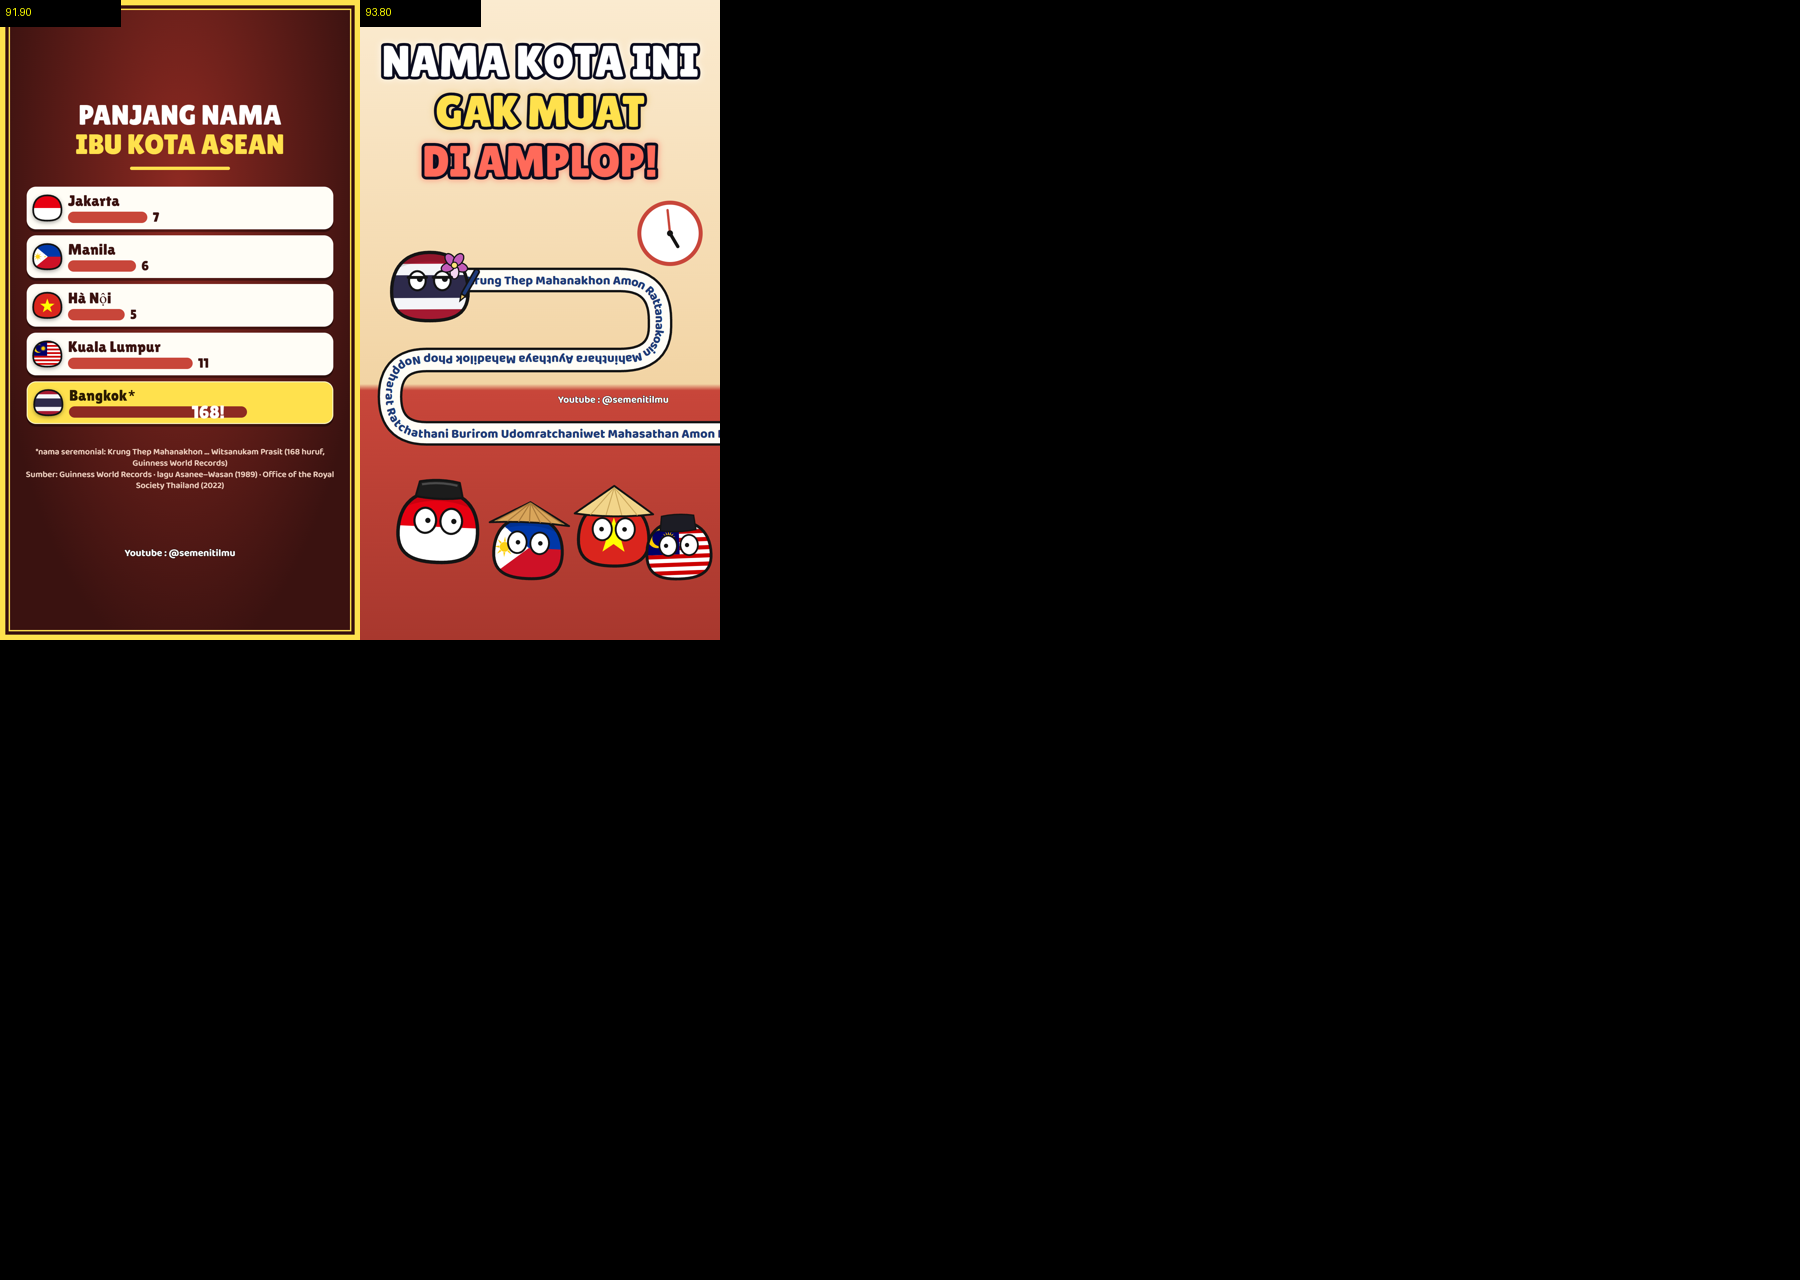 91.90
PANJANG NAMA
IBU KOTA ASEAN
Jakarta
7
Manila
6
Hà Nội
5
Kuala Lumpur
11
Bangkok*
168!
*nama seremonial: Krung Thep Mahanakhon ... Witsanukam Prasit (168 huruf,
Guinness World Records)
Sumber: Guinness World Records · lagu Asanee–Wasan (1989) · Office of the Royal
Society Thailand (2022)
Youtube : @semenitilmu
93.80
NAMA KOTA INI
GAK MUAT
DI AMPLOP!
rung Thep Mahanakhon Amon Rattanakosin Mahinthara Ayuthaya Mahadilok Phop Noppharat Ratchathani Burirom Udomratchaniwet Mahasathan Amon
Youtube : @semenitilmu